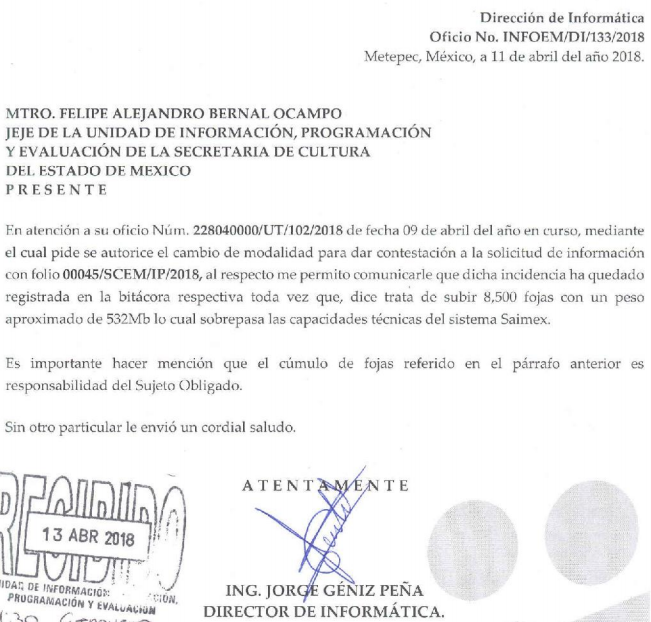 Dirección de Informática
Oficio No. INFOEM/DI/133/2018
Metepec, México, a 11 de abril del año 2018.
MTRO. FELIPE ALEJANDRO BERNAL OCAMPO
JEJE DE LA UNIDAD DE INFORMACIÓN, PROGRAMACIÓN
Y EVALUACIÓN DE LA SECRETARIA DE CULTURA
DEL ESTADO DE MEXICO
P R E S E N T E
En atención a su oficio Núm. 228040000/UT/102/2018 de fecha 09 de abril del año en curso, mediante
el cual pide se autorice el cambio de modalidad para dar contestación a la solicitud de información
con folio 00045/SCEM/IP/2018, al respecto me permito comunicarle que dicha incidencia ha quedado
registrada en la bitácora respectiva toda vez que, dice trata de subir 8,500 fojas con un peso
aproximado de 532Mb lo cual sobrepasa las capacidades técnicas del sistema Saimex.
Es importante hacer mención que el cúmulo de fojas referido en el párrafo anterior es
responsabilidad del Sujeto Obligado.
Sin otro particular le envió un cordial saludo.
A T E N T A M E N T E
RECIBIDO
13 ABR 2018
DE INFORMACIÓN
PROGRAMACIÓN Y EVALUACIÓN
ING. JORGE GÉNIZ PEÑA
DIRECTOR DE INFORMÁTICA.